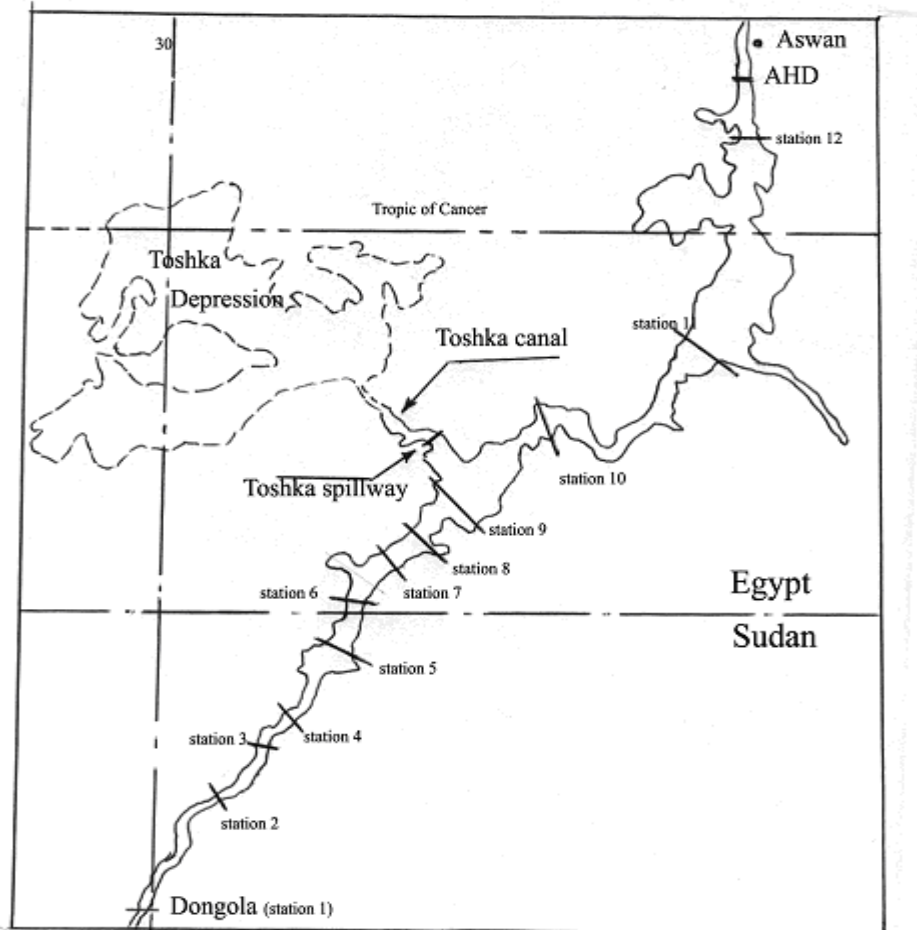 30
Aswan
AHD
station 12
Tropic of Cancer
Toshka
Depression
station 11
Toshka canal
station 10
Toshka spillway
station 9
station 8
station 7
station 6
Egypt
Sudan
station 5
station 4
station 3
station 2
Dongola (station 1)